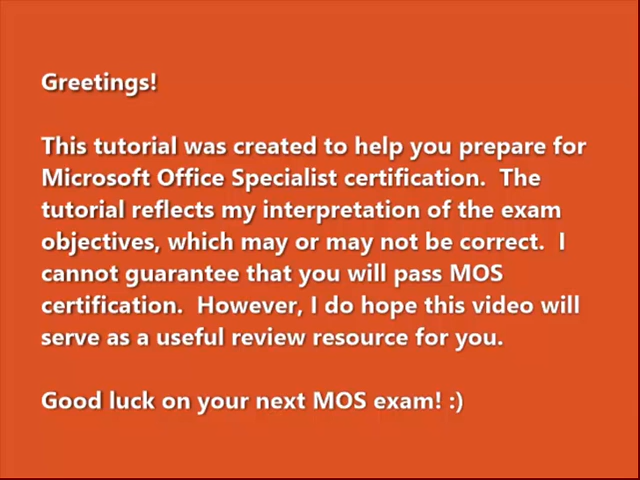 Greetings!
This tutorial was created to help you prepare for
Microsoft Office Specialist certification.  The
tutorial reflects my interpretation of the exam
objectives, which may or may not be correct.  I
cannot guarantee that you will pass MOS
certification.  However, I do hope this video will
serve as a useful review resource for you.
Good luck on your next MOS exam! :)